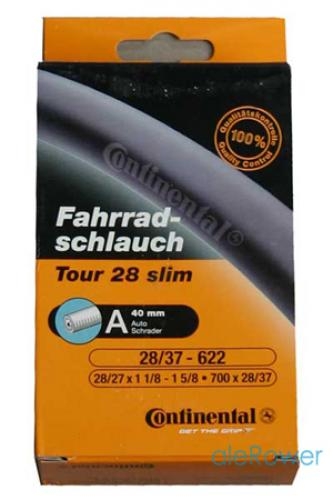 Qualitätskontrolle
100%
Quality Control
Continental
Fahrrad-
schlauch
Tour 28 slim
A
40 mm
Auto
Schrader
28/37 - 622
28/27 x 1 1/8 - 1 5/8 • 700 x 28/37
Continental
GET THE GRIP
aleRower